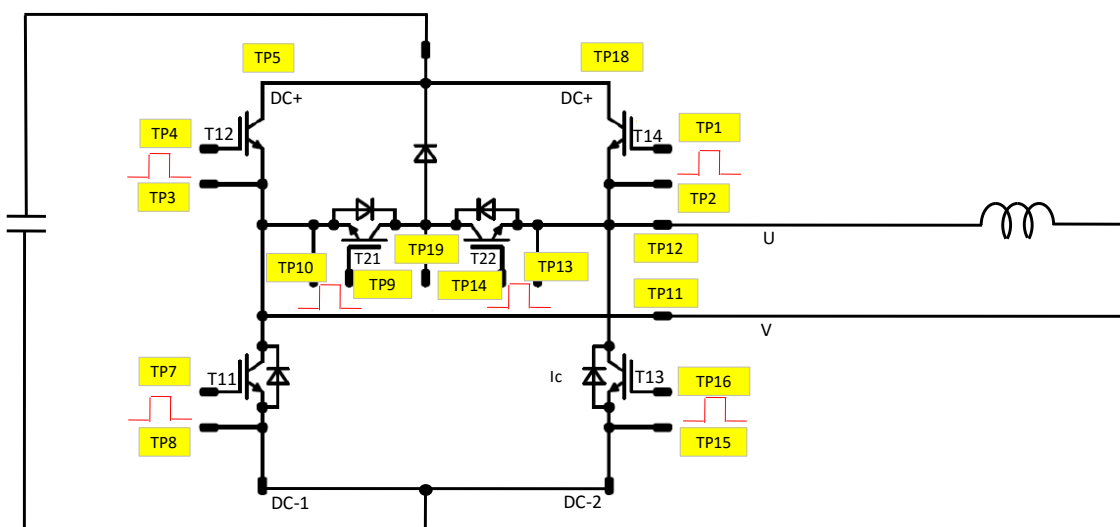 TP5
TP18
DC+
DC+
TP4
T12
T14
TP1
TP3
TP2
TP19
TP12
U
TP10
T21
T22
TP13
TP9
TP14
TP11
V
TP7
T11
Ic
T13
TP16
TP8
TP15
DC-1
DC-2